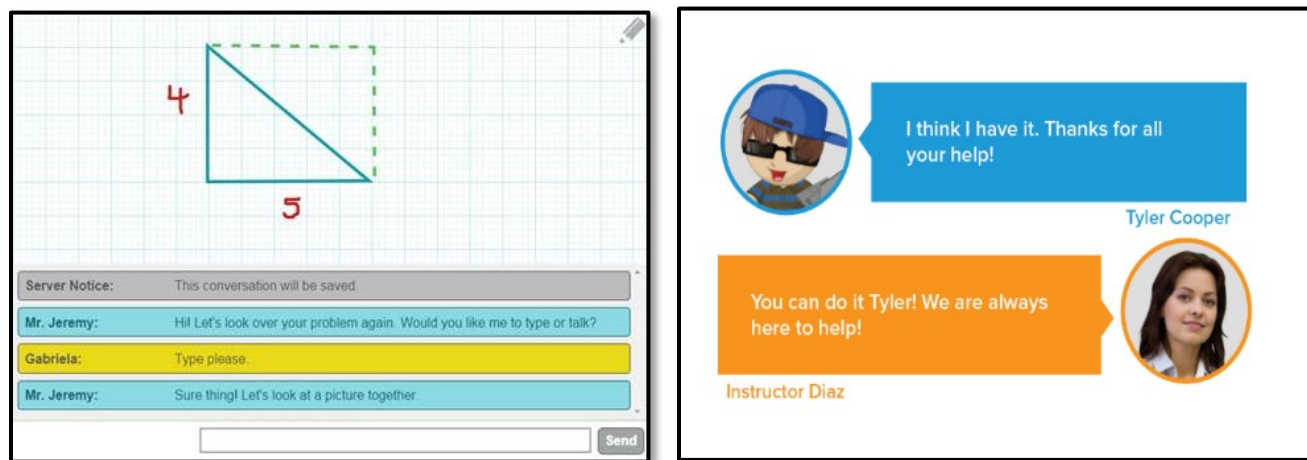 4
5
Server Notice: This conversation will be saved.
Mr. Jeremy: Hi! Let's look over your problem again. Would you like me to type or talk?
Gabriela: Type please.
Mr. Jeremy: Sure thing! Let's look at a picture together.
Send
I think I have it. Thanks for all
your help!
Tyler Cooper
You can do it Tyler! We are always
here to help!
Instructor Diaz